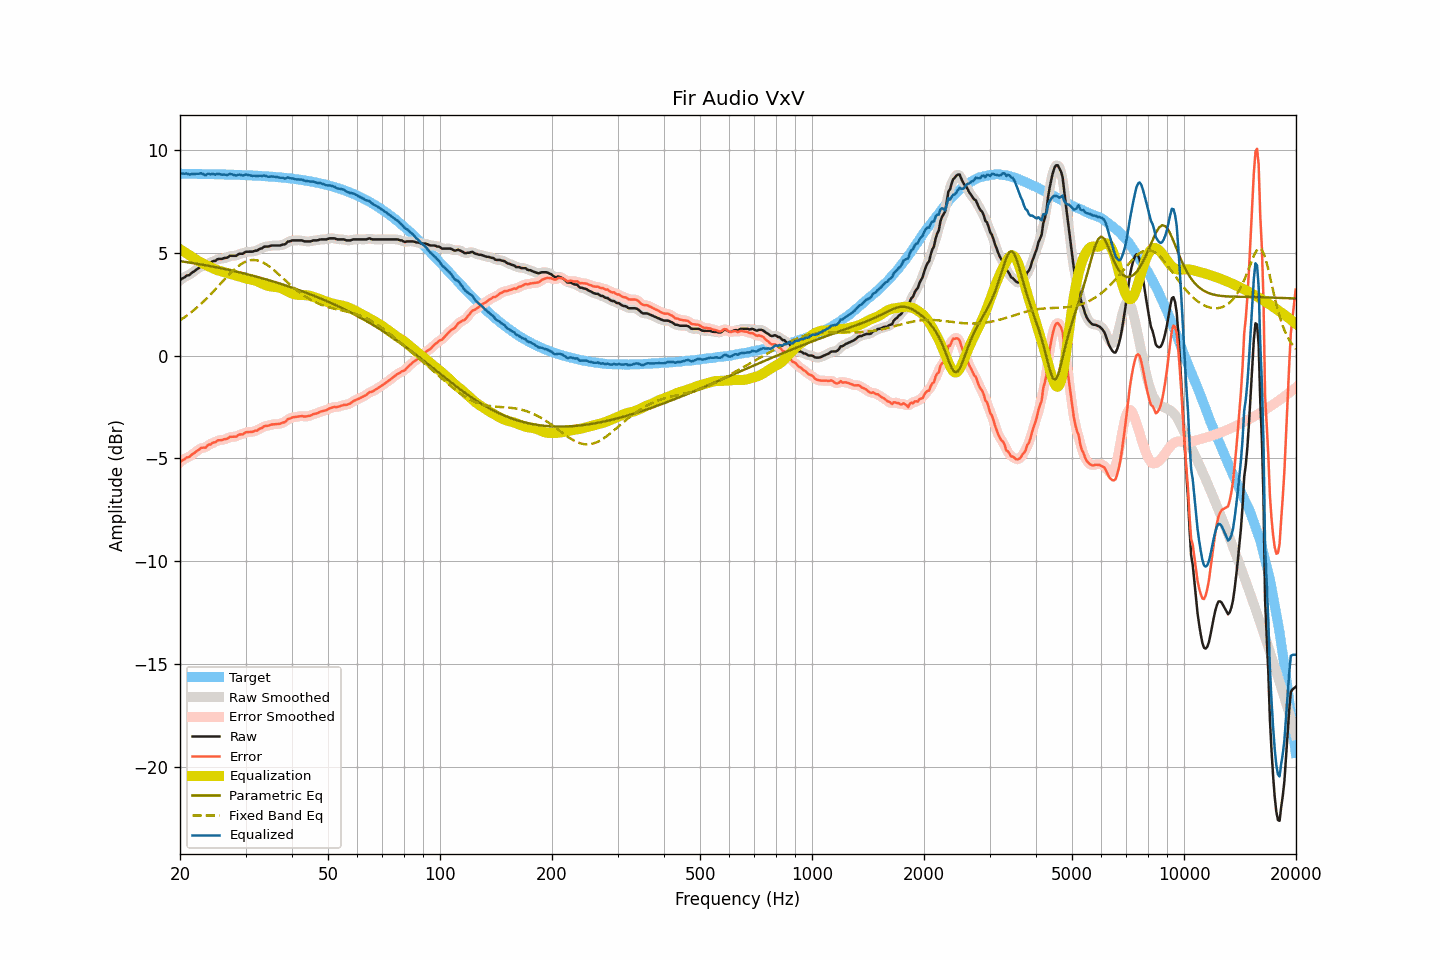 Fir Audio VxV
10
5
0
−5
−10
−15
−20
Amplitude (dBr)
Target
Raw Smoothed
Error Smoothed
Raw
Error
Equalization
Parametric Eq
Fixed Band Eq
Equalized
20 50 100 200 500 1000 2000 5000 10000 20000
Frequency (Hz)